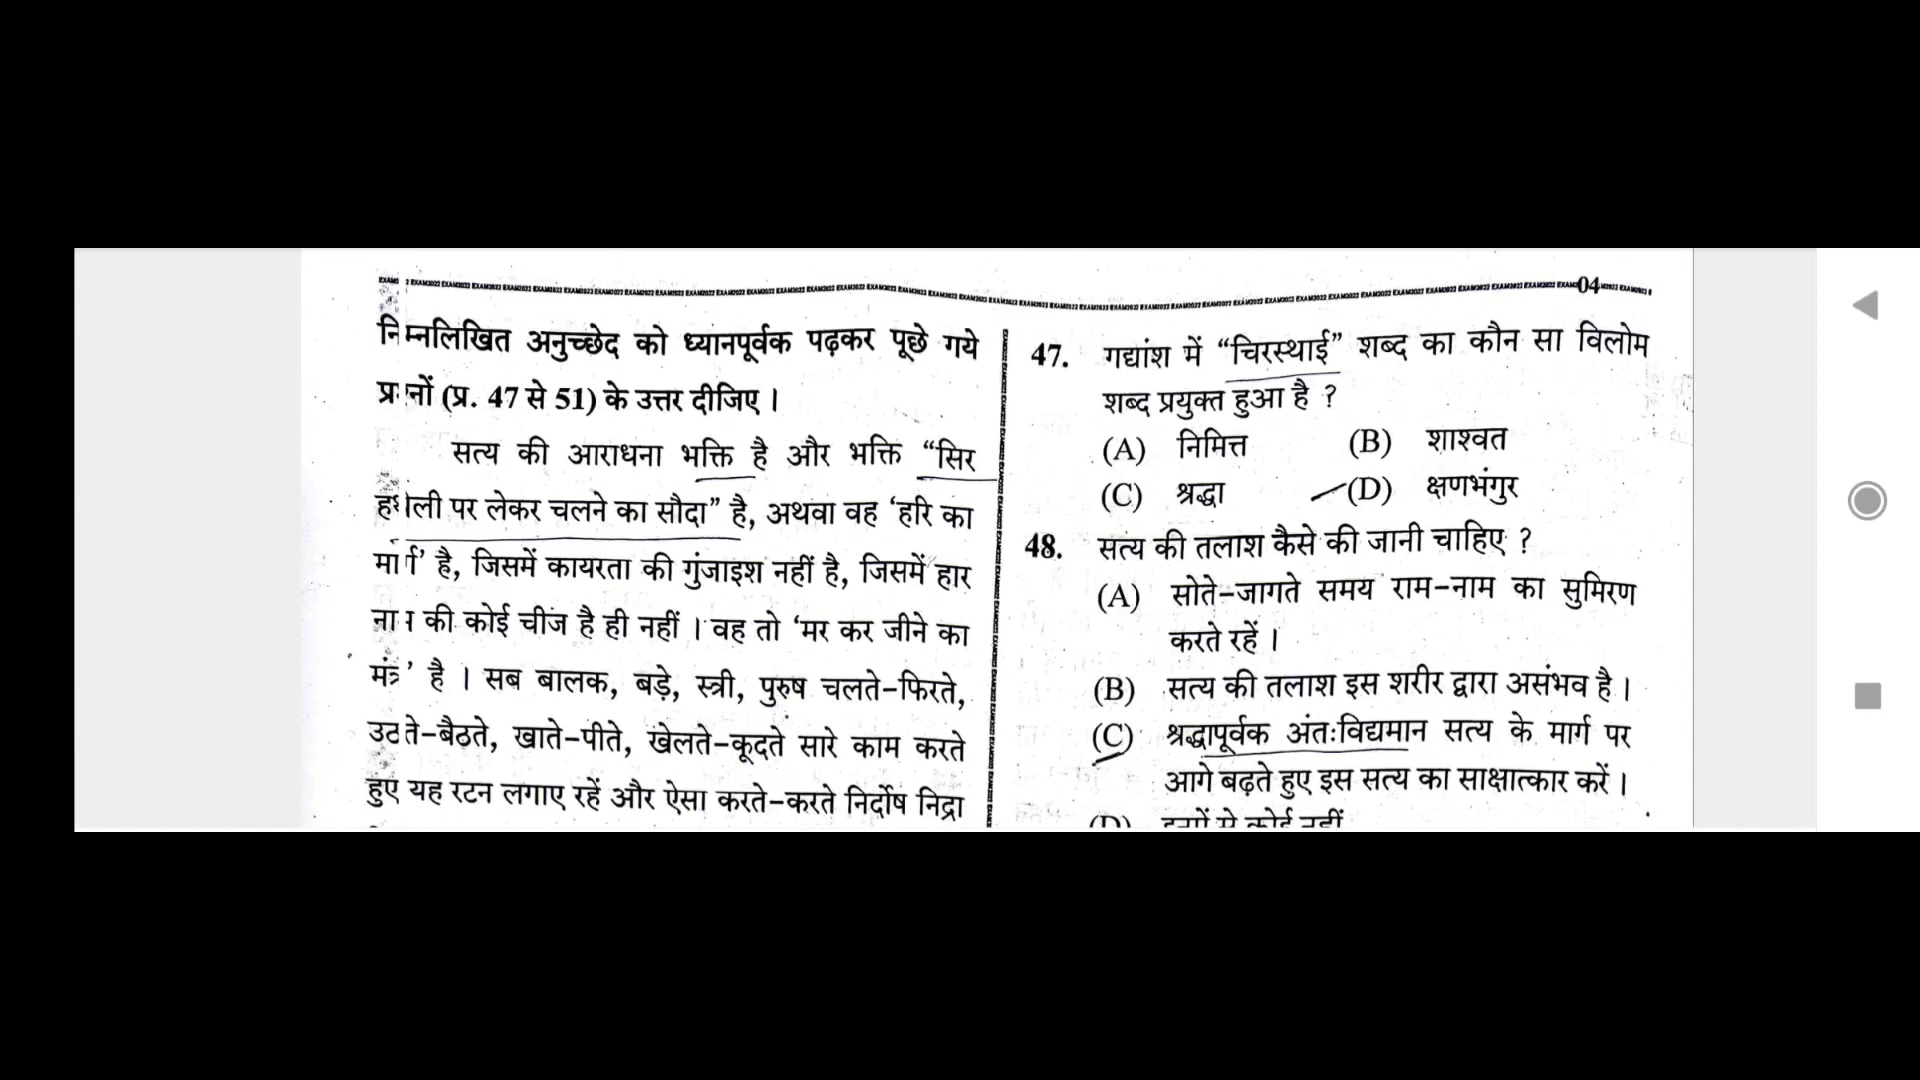 04
निम्नलिखित अनुच्छेद को ध्यानपूर्वक पढ़कर पूछे गये
प्रश्नों (प्र. 47 से 51) के उत्तर दीजिए ।
सत्य की आराधना भक्ति है और भक्ति “सिर
हथेली पर लेकर चलने का सौदा” है, अथवा वह ‘हरि का
मार्ग’ है, जिसमें कायरता की गुंजाइश नहीं है, जिसमें हार
नाम की कोई चीज है ही नहीं । वह तो ‘मर कर जीने का
मंत्र’ है । सब बालक, बड़े, स्त्री, पुरुष चलते-फिरते,
उठते-बैठते, खाते-पीते, खेलते-कूदते सारे काम करते
हुए यह रटन लगाए रहें और ऐसा करते-करते निर्दोष निद्रा
47. गद्यांश में “चिरस्थाई” शब्द का कौन सा विलोम
शब्द प्रयुक्त हुआ है ?
(A) निमित्त (B) शाश्वत
(C) श्रद्धा (D) क्षणभंगुर
48. सत्य की तलाश कैसे की जानी चाहिए ?
(A) सोते-जागते समय राम-नाम का सुमिरण
करते रहें ।
(B) सत्य की तलाश इस शरीर द्वारा असंभव है ।
(C) श्रद्धापूर्वक अंतःविद्यमान सत्य के मार्ग पर
आगे बढ़ते हुए इस सत्य का साक्षात्कार करें ।
(D) इनमें से कोई नहीं